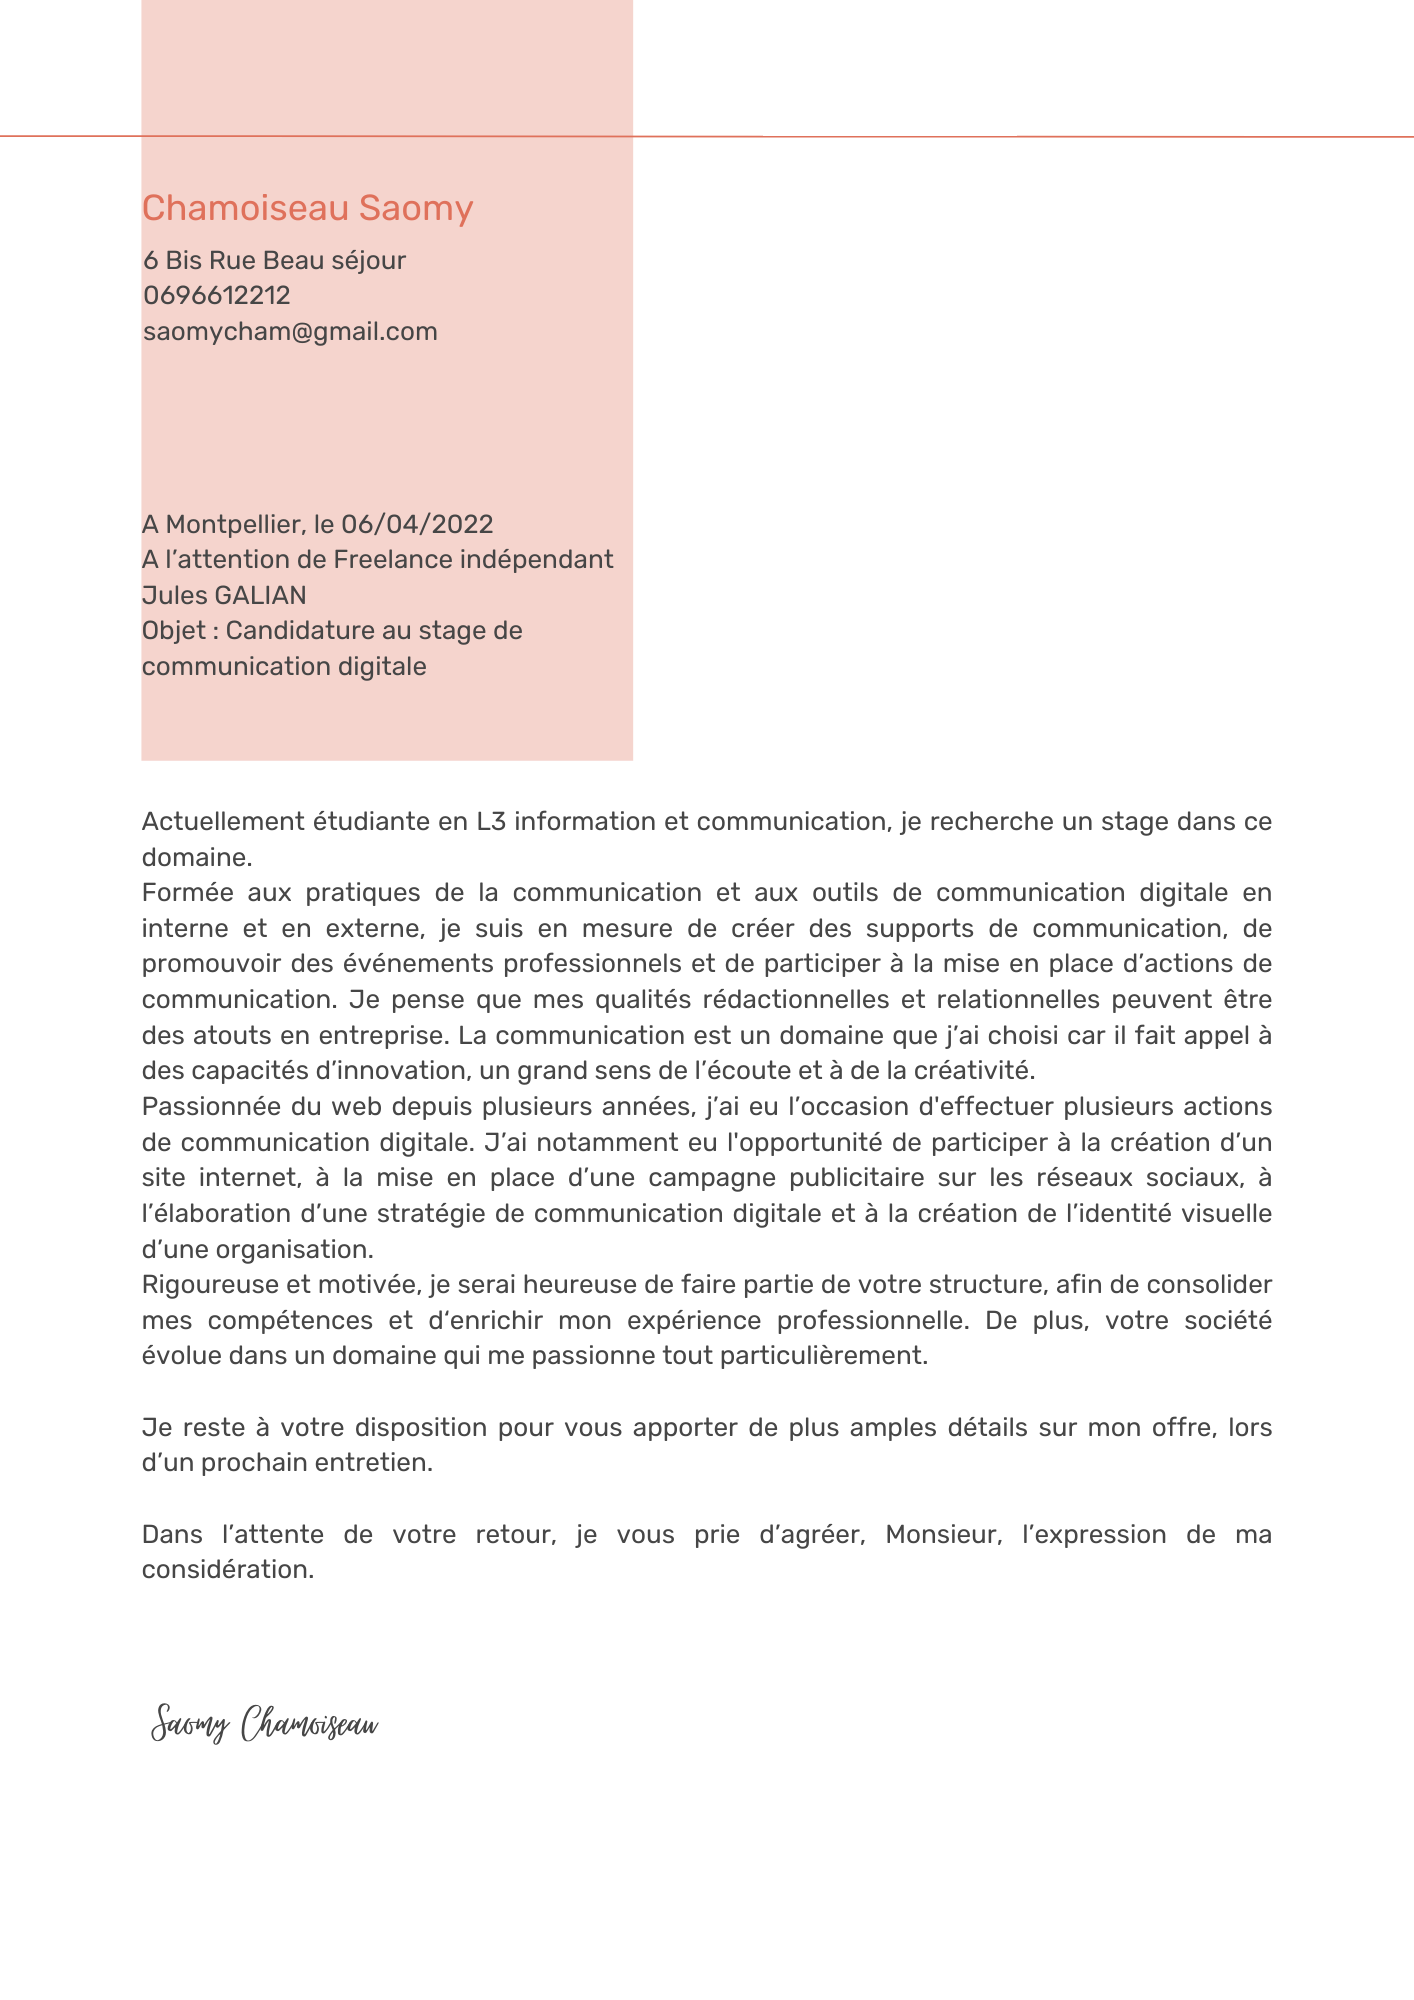 Chamoiseau Saomy
6 Bis Rue Beau séjour
0696612212
saomycham@gmail.com
A Montpellier, le 06/04/2022
A l’attention de Freelance indépendant
Jules GALIAN
Objet : Candidature au stage de
communication digitale
Actuellement étudiante en L3 information et communication, je recherche un stage dans ce
domaine.
Formée aux pratiques de la communication et aux outils de communication digitale en
interne et en externe, je suis en mesure de créer des supports de communication, de
promouvoir des événements professionnels et de participer à la mise en place d’actions de
communication. Je pense que mes qualités rédactionnelles et relationnelles peuvent être
des atouts en entreprise. La communication est un domaine que j’ai choisi car il fait appel à
des capacités d’innovation, un grand sens de l’écoute et à de la créativité.
Passionnée du web depuis plusieurs années, j’ai eu l’occasion d'effectuer plusieurs actions
de communication digitale. J’ai notamment eu l'opportunité de participer à la création d’un
site internet, à la mise en place d’une campagne publicitaire sur les réseaux sociaux, à
l’élaboration d’une stratégie de communication digitale et à la création de l’identité visuelle
d’une organisation.
Rigoureuse et motivée, je serai heureuse de faire partie de votre structure, afin de consolider
mes compétences et d‘enrichir mon expérience professionnelle. De plus, votre société
évolue dans un domaine qui me passionne tout particulièrement.
Je reste à votre disposition pour vous apporter de plus amples détails sur mon offre, lors
d’un prochain entretien.
Dans l’attente de votre retour, je vous prie d’agréer, Monsieur, l’expression de ma
considération.
Saomy Chamoiseau